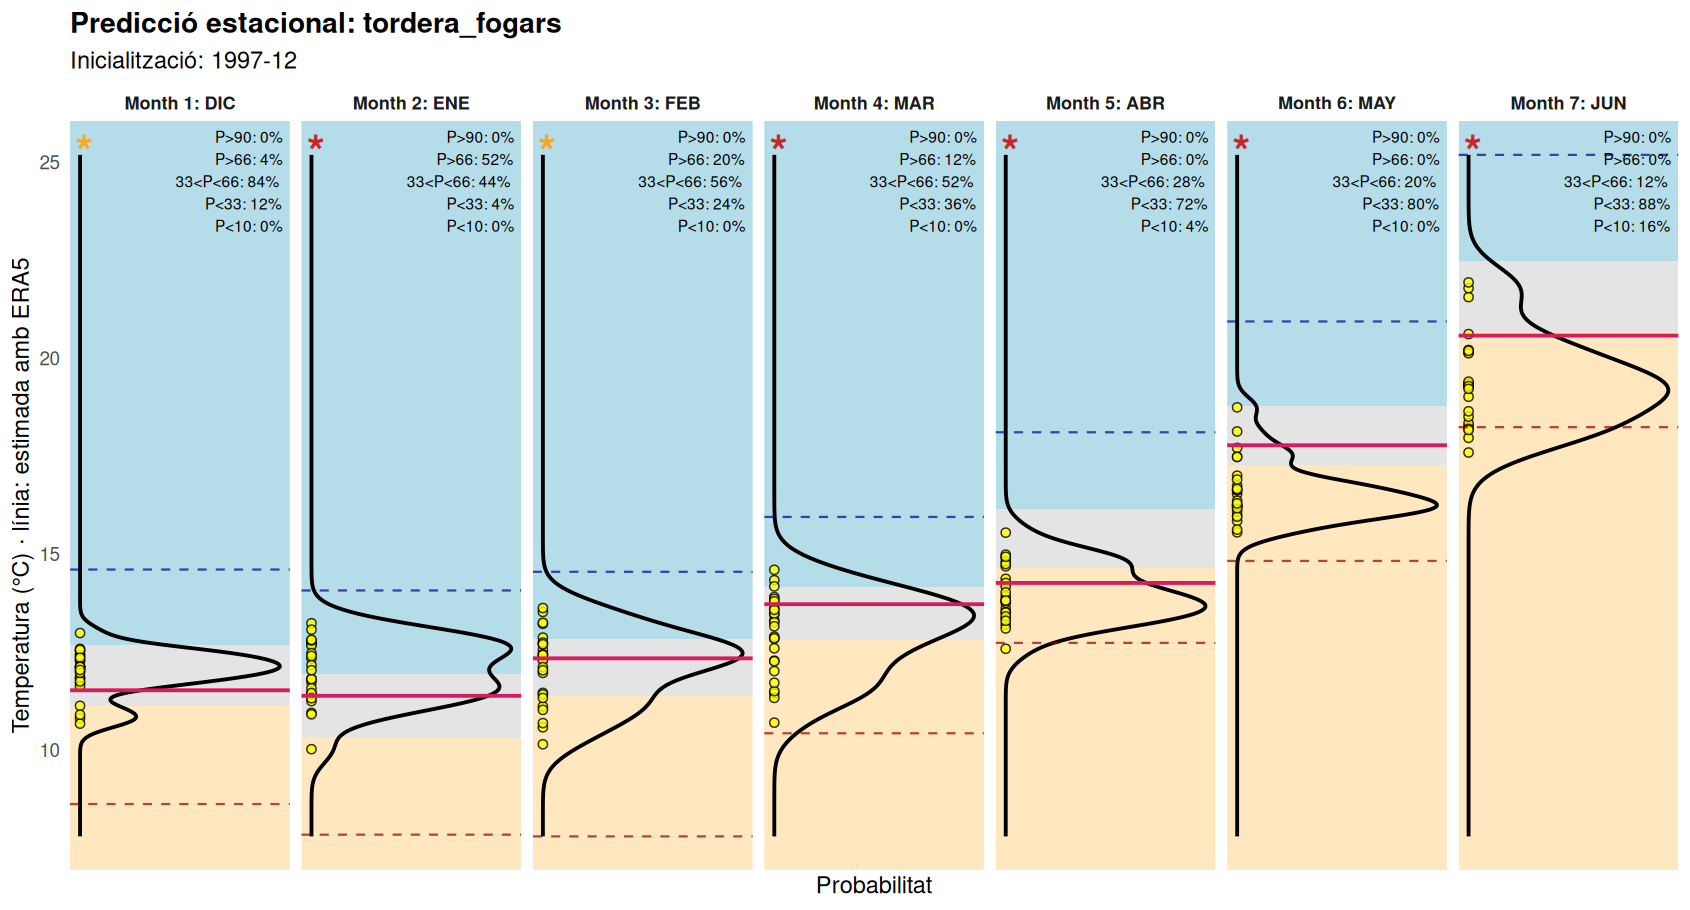 Predicció estacional: tordera_fogars
Inicialització: 1997-12
Month 1: DIC
Month 2: ENE
Month 3: FEB
Month 4: MAR
Month 5: ABR
Month 6: MAY
Month 7: JUN
*
P>90: 0%
P>66: 4%
33<P<66: 84%
P<33: 12%
P<10: 0%
*
P>90: 0%
P>66: 52%
33<P<66: 44%
P<33: 4%
P<10: 0%
*
P>90: 0%
P>66: 20%
33<P<66: 56%
P<33: 24%
P<10: 0%
*
P>90: 0%
P>66: 12%
33<P<66: 52%
P<33: 36%
P<10: 0%
*
P>90: 0%
P>66: 0%
33<P<66: 28%
P<33: 72%
P<10: 4%
*
P>90: 0%
P>66: 0%
33<P<66: 20%
P<33: 80%
P<10: 0%
*
P>90: 0%
P>66: 0%
33<P<66: 12%
P<33: 88%
P<10: 16%
25
20
15
10
Temperatura (°C) · línia: estimada amb ERA5
Probabilitat